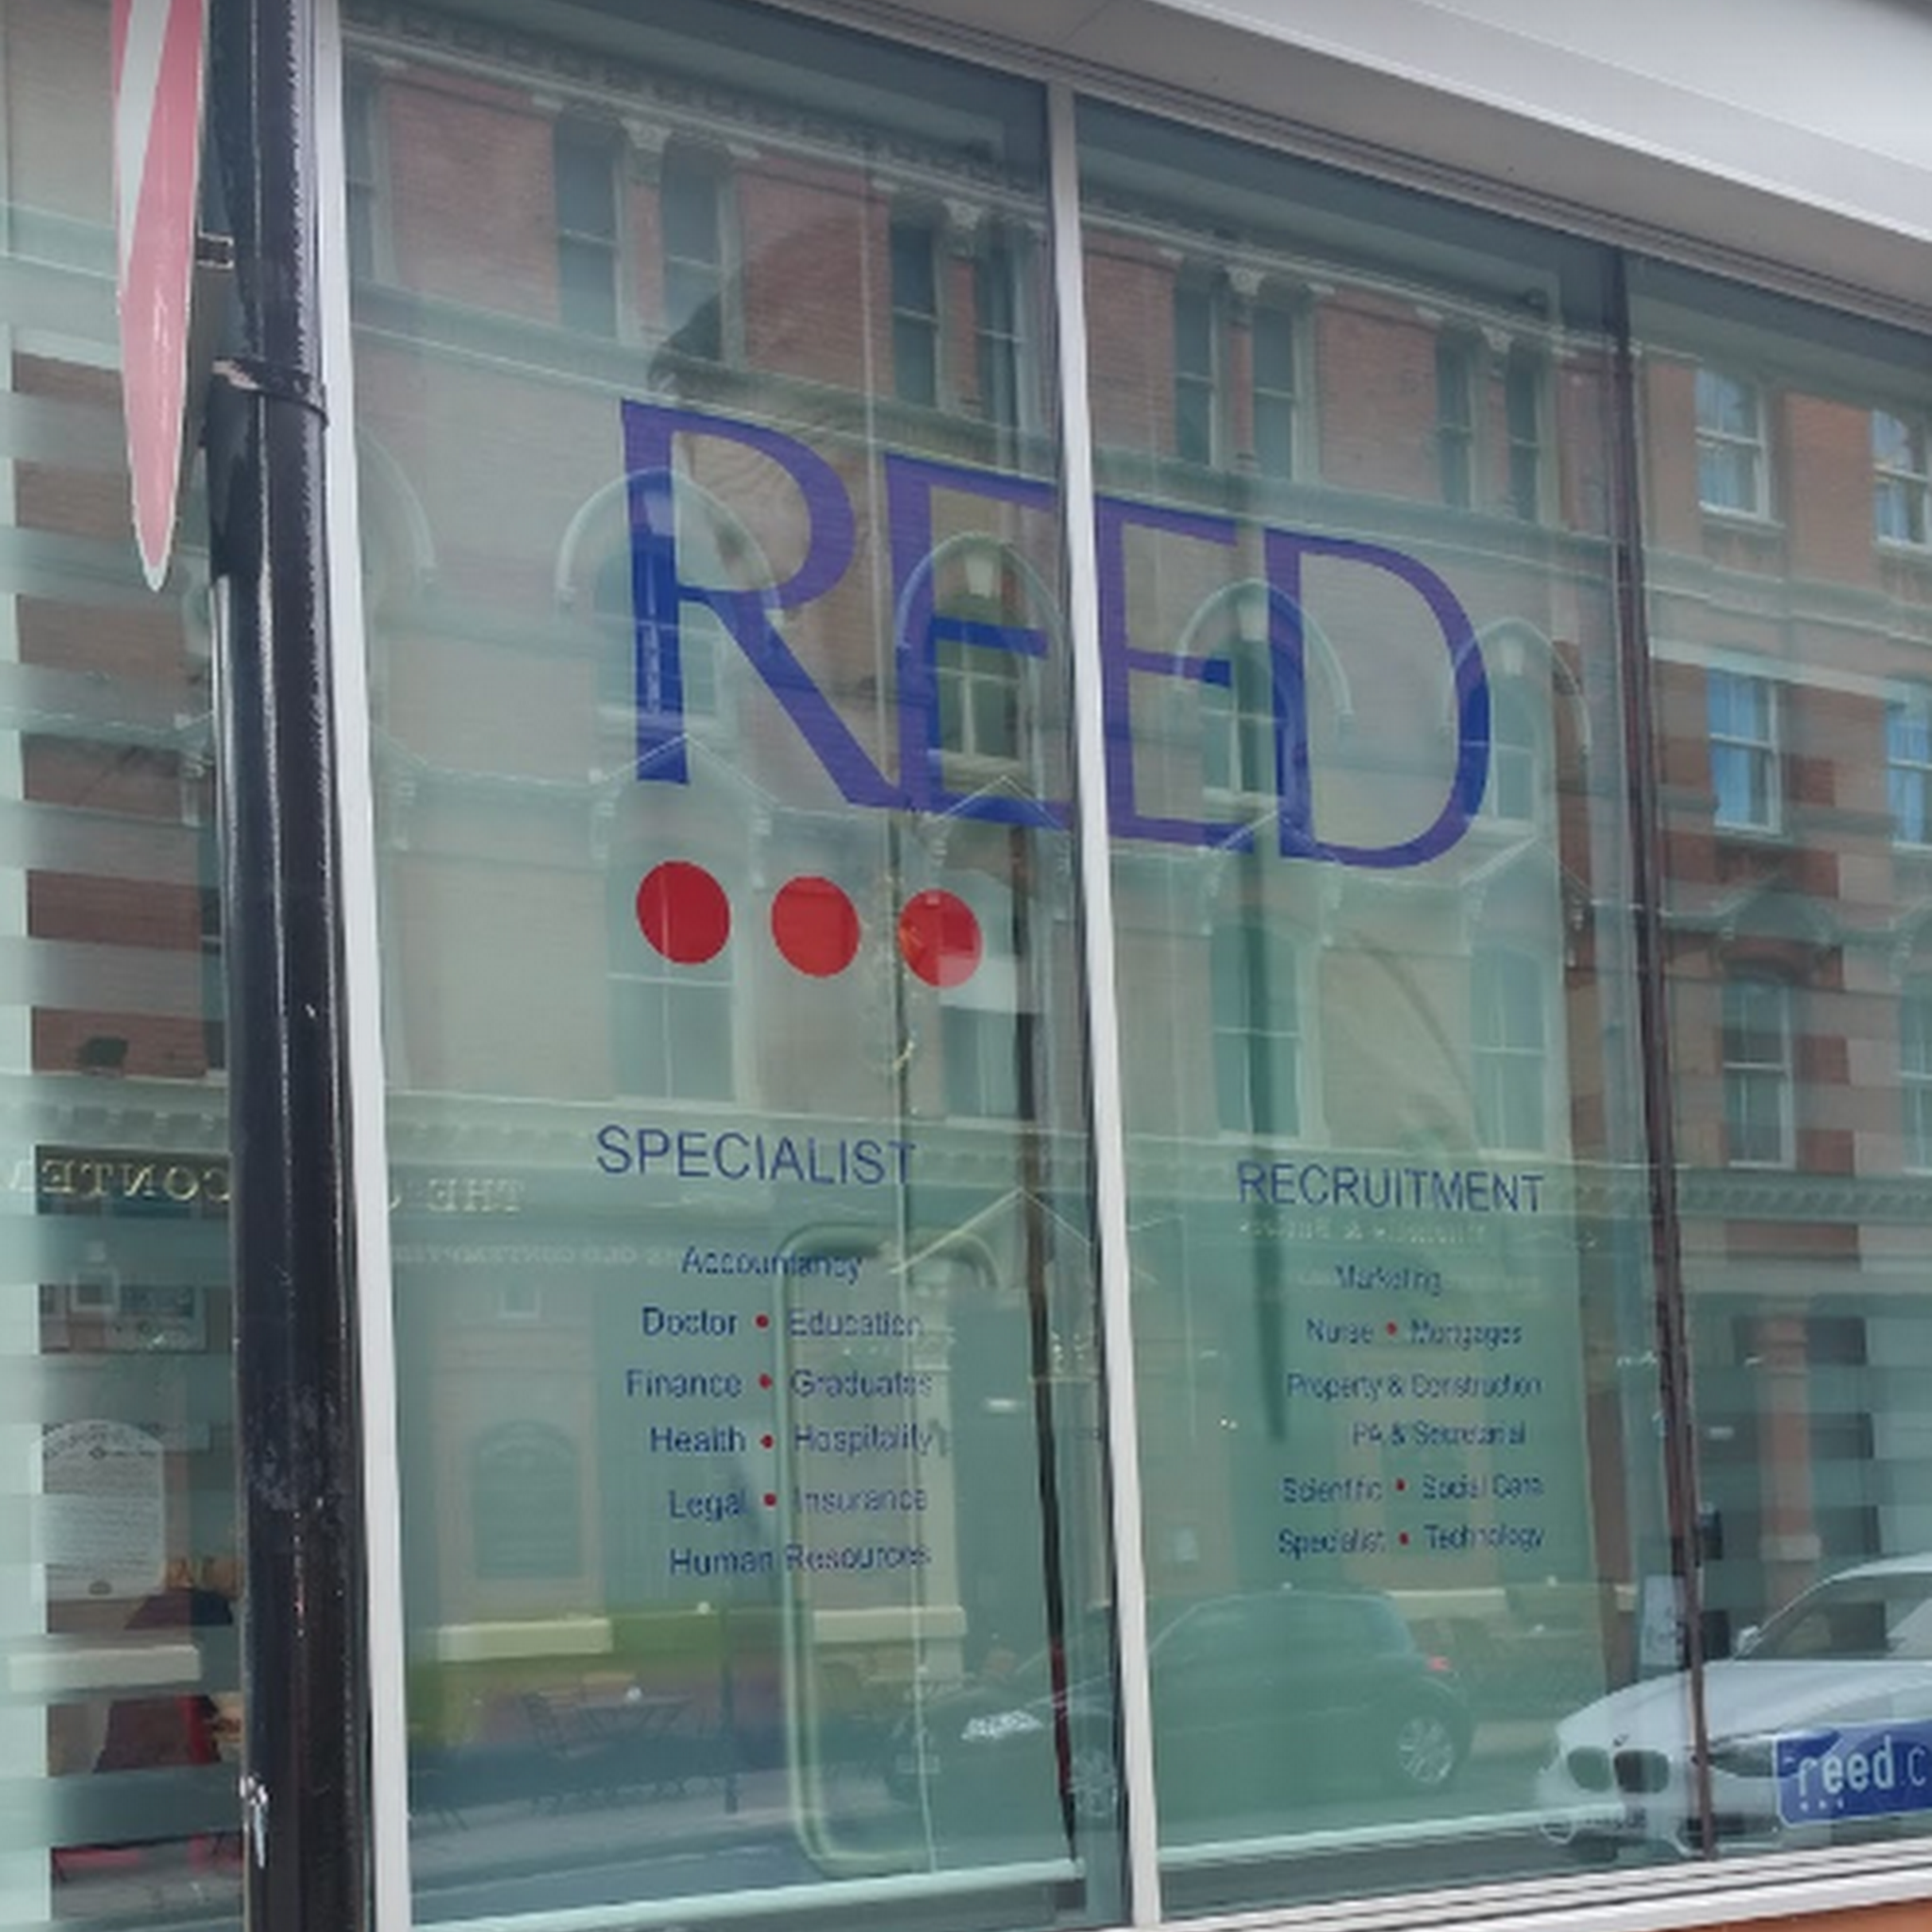 REED
SPECIALIST
Accountancy
Doctor • Education
Finance • Graduates
Health • Hospitality
Legal • Insurance
Human Resources
RECRUITMENT
Marketing
Nurse • Mortgages
Property & Construction
PA & Secretarial
Scientific • Social Care
Specialist • Technology
reed.c